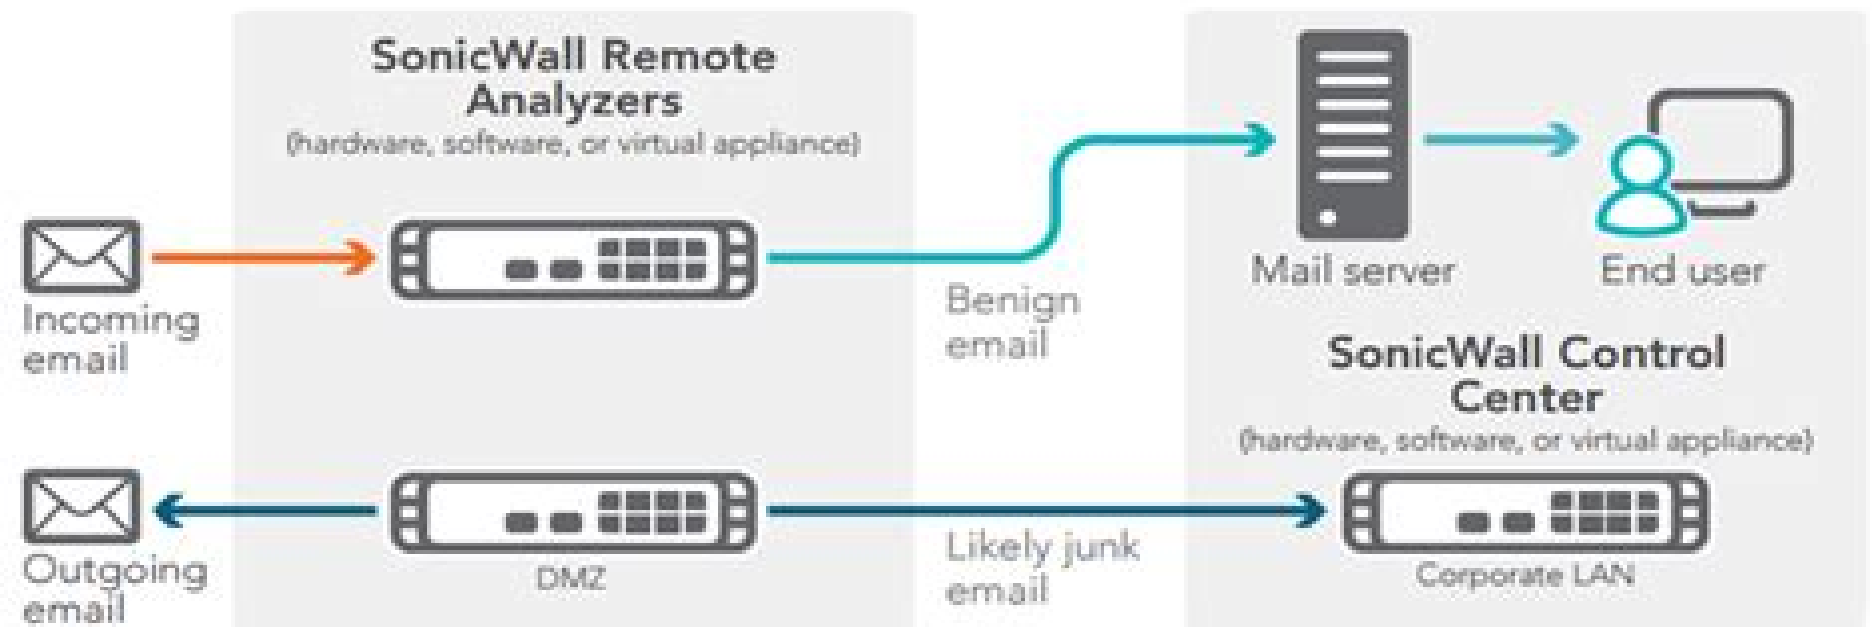 SonicWall Remote
Analyzers
(hardware, software, or virtual appliance)
Incoming
email
Benign
email
Mail server
End user
SonicWall Control
Center
(hardware, software, or virtual appliance)
Outgoing
email
DMZ
Likely junk
email
Corporate LAN